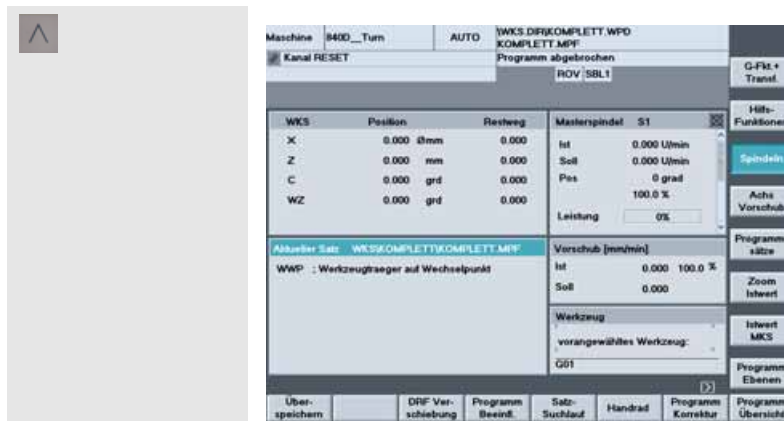 Maschine 840D__Turn AUTO \WKS.DIR\KOMPLETT.WPD
KOMPLETT.MPF
Kanal RESET Programm abgebrochen
ROV SBL1
G-Fkt.+
Transf.
Hilfs-
Funktionen
Spindeln
Achs
Vorschub
Programm
sätze
Zoom
Istwert
Istwert
MKS
Programm
Ebenen
Programm
Übersicht
WKS Position Restweg
X 0.000 Ømm 0.000
Z 0.000 mm 0.000
C 0.000 grd 0.000
WZ 0.000 grd 0.000
Masterspindel S1
Ist 0.000 U/min
Soll 0.000 U/min
Pos 0 grad
100.0 %
Leistung 0%
Aktueller Satz WKS\KOMPLETT\KOMPLETT.MPF
WWP : Werkzeugtraeger auf Wechselpunkt
Vorschub [mm/min]
Ist 0.000 100.0 %
Soll 0.000
Werkzeug
vorangewähltes Werkzeug:
G01
Über-
speichern
DRF Ver-
schiebung
Programm
Beeinfl.
Satz-
Suchlauf
Handrad
Programm
Korrektur